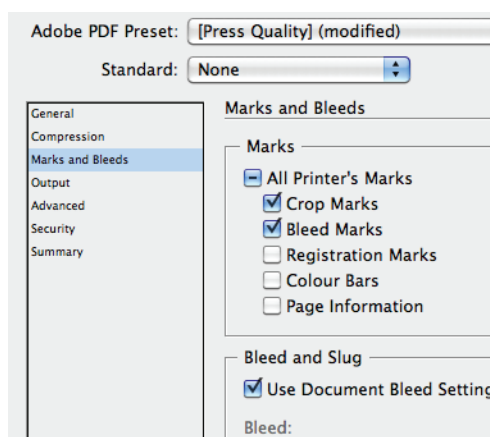 Adobe PDF Preset: [Press Quality] (modified)
Standard: None
General
Compression
Marks and Bleeds
Output
Advanced
Security
Summary
Marks and Bleeds
Marks
All Printer's Marks
Crop Marks
Bleed Marks
Registration Marks
Colour Bars
Page Information
Bleed and Slug
Use Document Bleed Setting
Bleed: